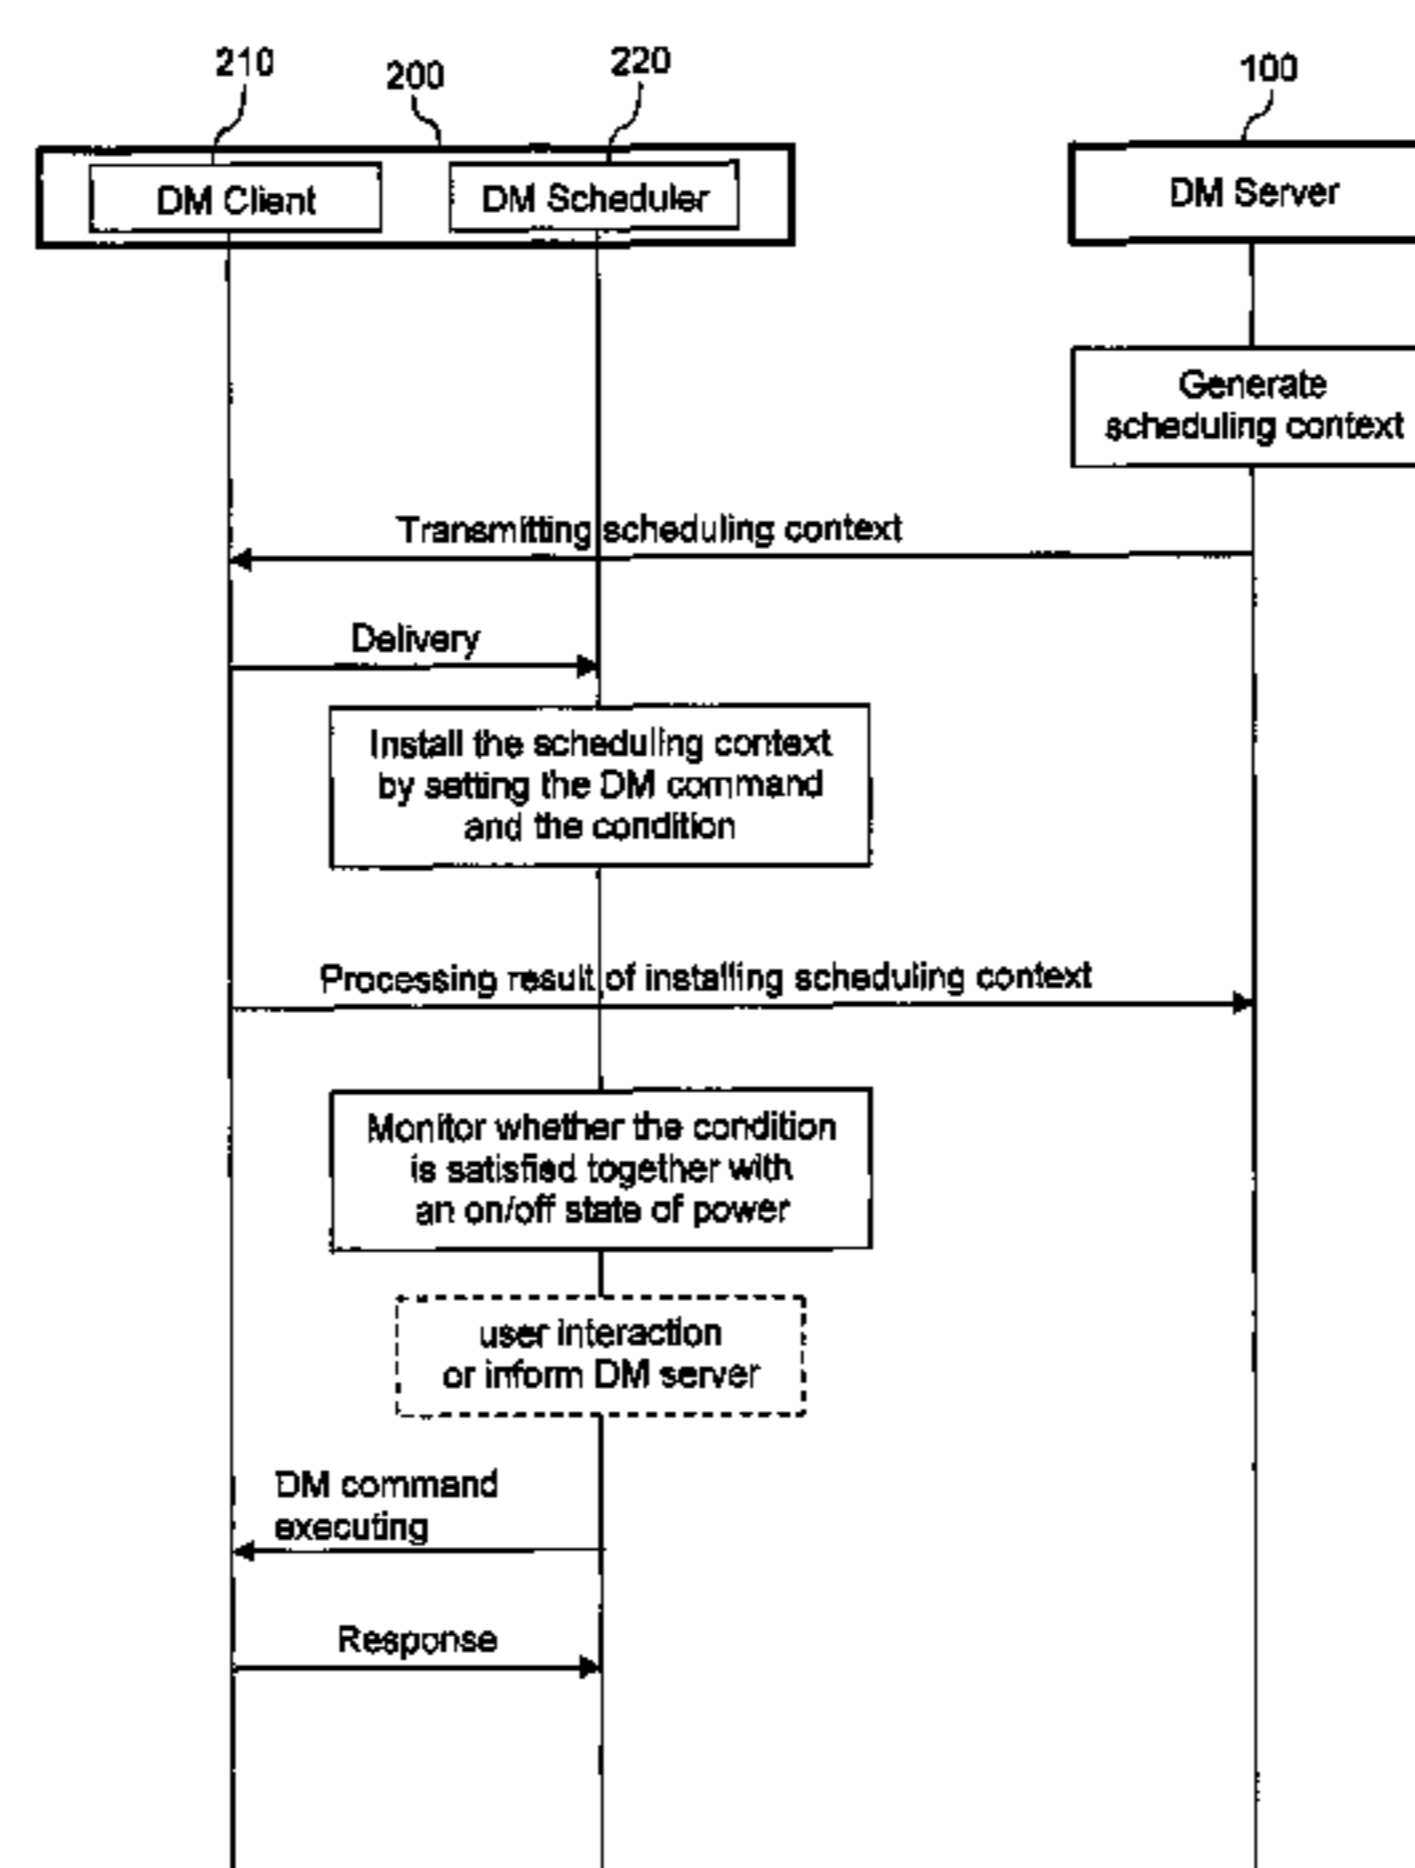 210
200
220
100
DM Client
DM Scheduler
DM Server
Generate
scheduling context
Transmitting scheduling context
Delivery
Install the scheduling context
by setting the DM command
and the condition
Processing result of installing scheduling context
Monitor whether the condition
is satisfied together with
an on/off state of power
user interaction
or inform DM server
DM command
executing
Response